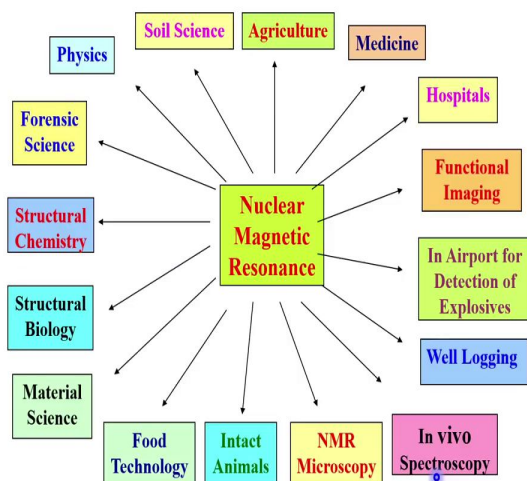 Soil Science
Agriculture
Medicine
Physics
Hospitals
Forensic
Science
Functional
Imaging
Nuclear
Magnetic
Resonance
Structural
Chemistry
In Airport for
Detection of
Explosives
Structural
Biology
Well Logging
Material
Science
Food
Technology
Intact
Animals
NMR
Microscopy
In vivo
Spectroscopy